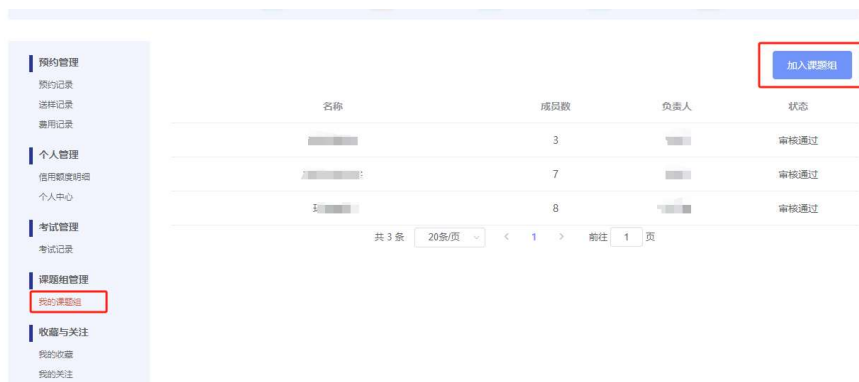 预约管理
预约记录
送样记录
费用记录
个人管理
信用额度明细
个人中心
考试管理
考试记录
课题组管理
我的课题组
收藏与关注
我的收藏
我的关注
加入课题组
名称 成员数 负责人 状态
3 审核通过
7 审核通过
8 审核通过
共 3 条 20条/页 < 1 > 前往 1 页